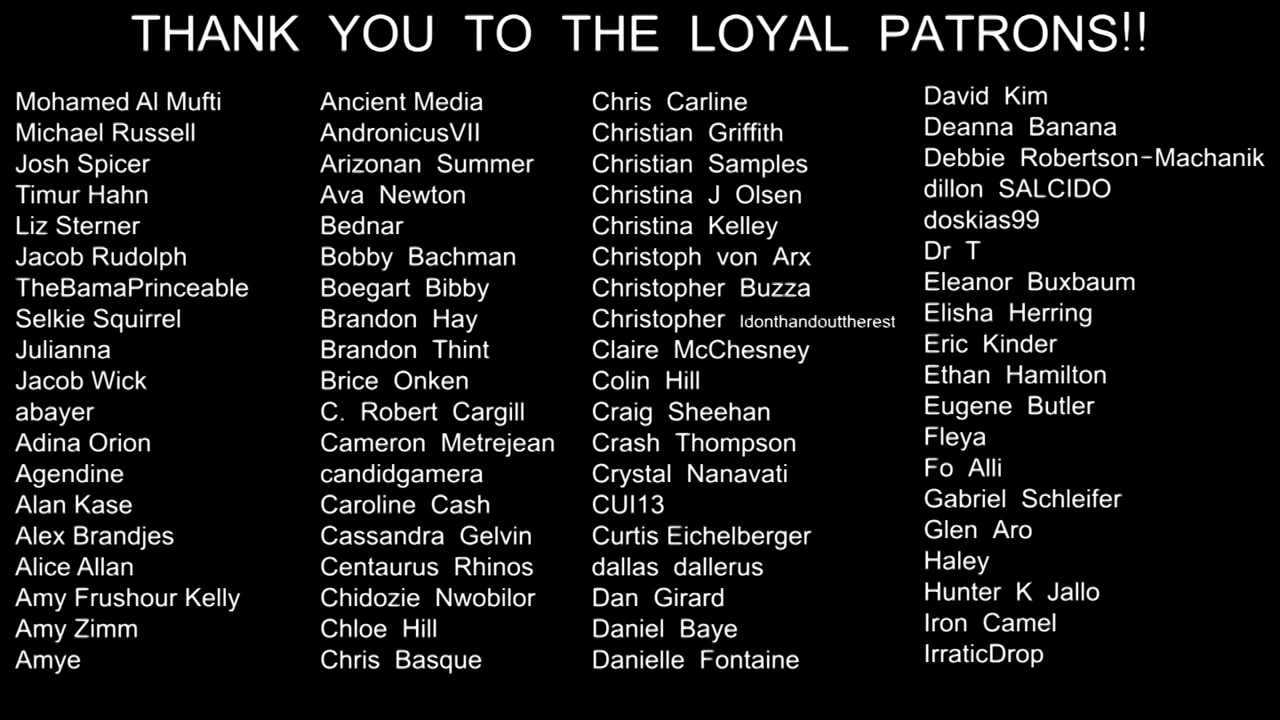 THANK YOU TO THE LOYAL PATRONS!!
Mohamed Al Mufti
Michael Russell
Josh Spicer
Timur Hahn
Liz Sterner
Jacob Rudolph
TheBamaPrinceable
Selkie Squirrel
Julianna
Jacob Wick
abayer
Adina Orion
Agendine
Alan Kase
Alex Brandjes
Alice Allan
Amy Frushour Kelly
Amy Zimm
Amye
Ancient Media
AndronicusVII
Arizonan Summer
Ava Newton
Bednar
Bobby Bachman
Boegart Bibby
Brandon Hay
Brandon Thint
Brice Onken
C. Robert Cargill
Cameron Metrejean
candidgamera
Caroline Cash
Cassandra Gelvin
Centaurus Rhinos
Chidozie Nwobilor
Chloe Hill
Chris Basque
Chris Carline
Christian Griffith
Christian Samples
Christina J Olsen
Christina Kelley
Christoph von Arx
Christopher Buzza
Christopher Idonthandouttherest
Claire McChesney
Colin Hill
Craig Sheehan
Crash Thompson
Crystal Nanavati
CUI13
Curtis Eichelberger
dallas dallerus
Dan Girard
Daniel Baye
Danielle Fontaine
David Kim
Deanna Banana
Debbie Robertson-Machanik
dillon SALCIDO
doskias99
Dr T
Eleanor Buxbaum
Elisha Herring
Eric Kinder
Ethan Hamilton
Eugene Butler
Fleya
Fo Alli
Gabriel Schleifer
Glen Aro
Haley
Hunter K Jallo
Iron Camel
IrraticDrop